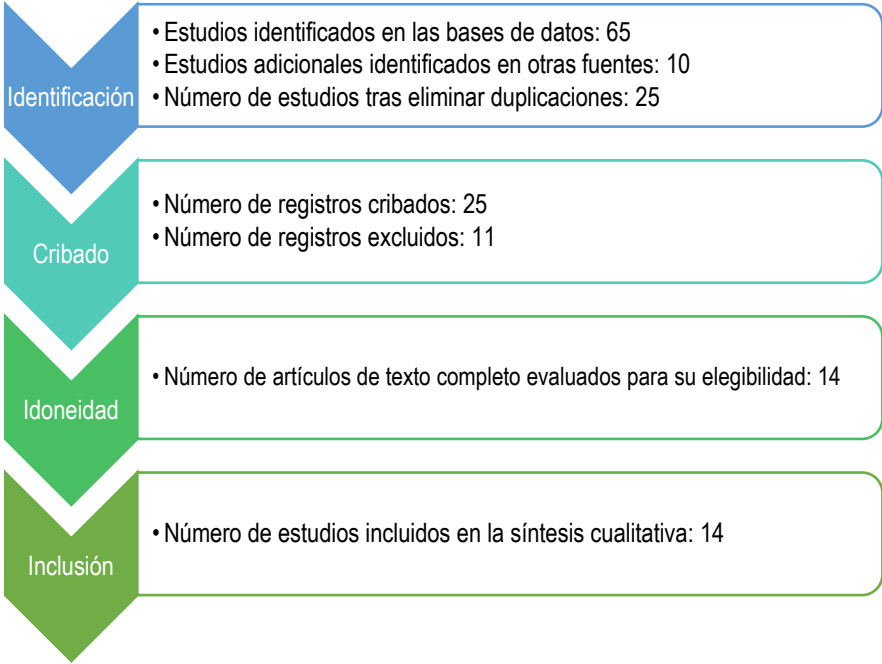 Identificación
• Estudios identificados en las bases de datos: 65
• Estudios adicionales identificados en otras fuentes: 10
• Número de estudios tras eliminar duplicaciones: 25
Cribado
• Número de registros cribados: 25
• Número de registros excluidos: 11
Idoneidad
• Número de artículos de texto completo evaluados para su elegibilidad: 14
Inclusión
• Número de estudios incluidos en la síntesis cualitativa: 14